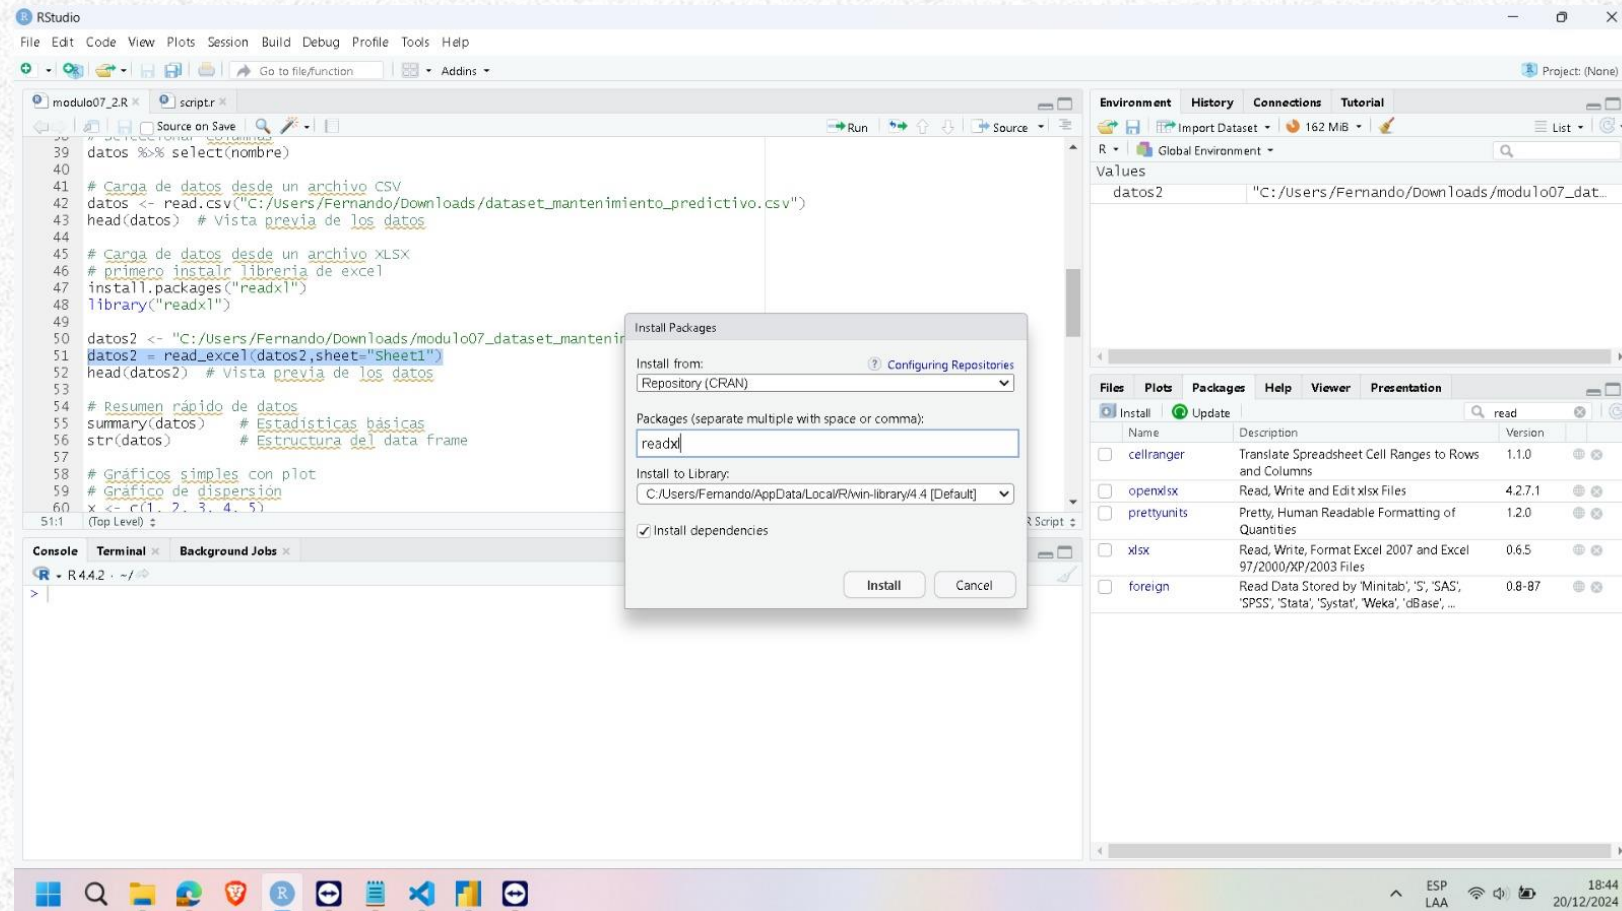 RStudio
File Edit Code View Plots Session Build Debug Profile Tools Help
Go to file/function Addins Project: (None)
modulo07_2.R script.r
Source on Save Run Source
38 # Seleccionar columnas
39 datos %>% select(nombre)
40
41 # Carga de datos desde un archivo CSV
42 datos <- read.csv("C:/Users/Fernando/Downloads/dataset_mantenimiento_predictivo.csv")
43 head(datos) # Vista previa de los datos
44
45 # Carga de datos desde un archivo XLSX
46 # primero instalr libreria de excel
47 install.packages("readxl")
48 library("readxl")
49
50 datos2 <- "C:/Users/Fernando/Downloads/modulo07_dataset_mantenim
51 datos2 = read_excel(datos2,sheet="Sheet1")
52 head(datos2) # Vista previa de los datos
53
54 # Resumen rápido de datos
55 summary(datos) # Estadísticas básicas
56 str(datos) # Estructura del data frame
57
58 # Gráficos simples con plot
59 # Gráfico de dispersión
60 x <- c(1, 2, 3, 4, 5)
51:1 (Top Level) R Script
Console Terminal Background Jobs
R 4.4.2 · ~/
>
Install Packages
Install from: Configuring Repositories
Repository (CRAN)
Packages (separate multiple with space or comma):
readxl
Install to Library:
C:/Users/Fernando/AppData/Local/R/win-library/4.4 [Default]
Install dependencies
Install Cancel
Environment History Connections Tutorial
Import Dataset 162 MiB List
R Global Environment
Values
datos2 "C:/Users/Fernando/Downloads/modulo07_dat…
Files Plots Packages Help Viewer Presentation
Install Update read
Name Description Version
cellranger Translate Spreadsheet Cell Ranges to Rows 1.1.0
and Columns
openxlsx Read, Write and Edit xlsx Files 4.2.7.1
prettyunits Pretty, Human Readable Formatting of 1.2.0
Quantities
xlsx Read, Write, Format Excel 2007 and Excel 0.6.5
97/2000/XP/2003 Files
foreign Read Data Stored by 'Minitab', 'S', 'SAS', 0.8-87
'SPSS', 'Stata', 'Systat', 'Weka', 'dBase', ...
ESP
LAA
18:44
20/12/2024